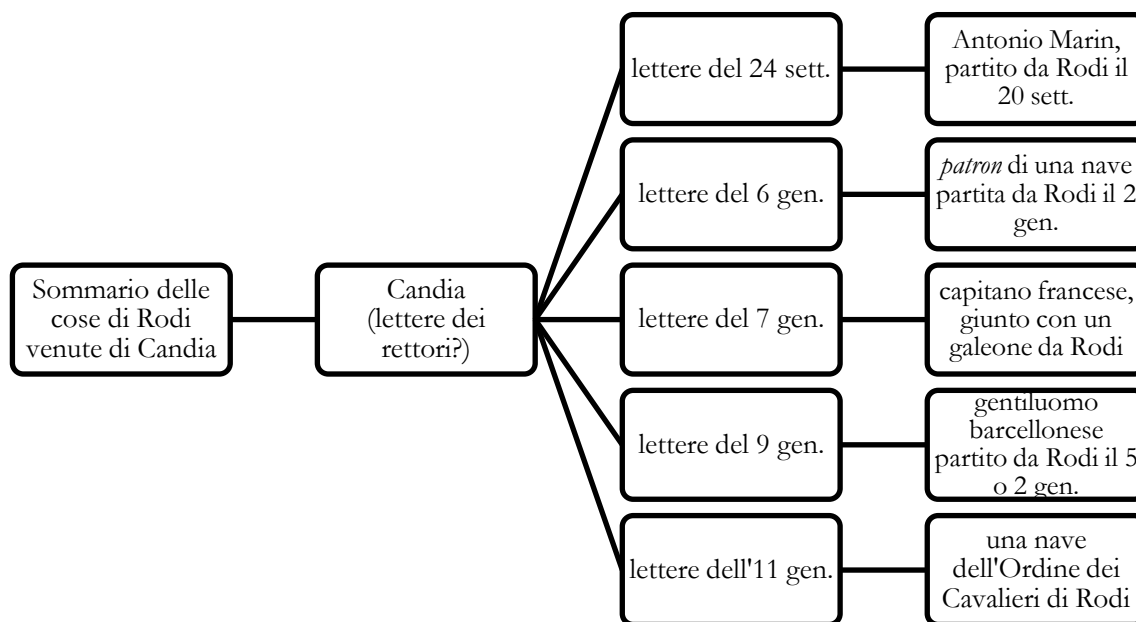 Sommario delle
cose di Rodi
venute di Candia
Candia
(lettere dei
rettori?)
lettere del 24 sett.
Antonio Marin,
partito da Rodi il
20 sett.
lettere del 6 gen.
patron di una nave
partita da Rodi il 2
gen.
lettere del 7 gen.
capitano francese,
giunto con un
galeone da Rodi
lettere del 9 gen.
gentiluomo
barcellonese
partito da Rodi il 5
o 2 gen.
lettere dell'11 gen.
una nave
dell'Ordine dei
Cavalieri di Rodi